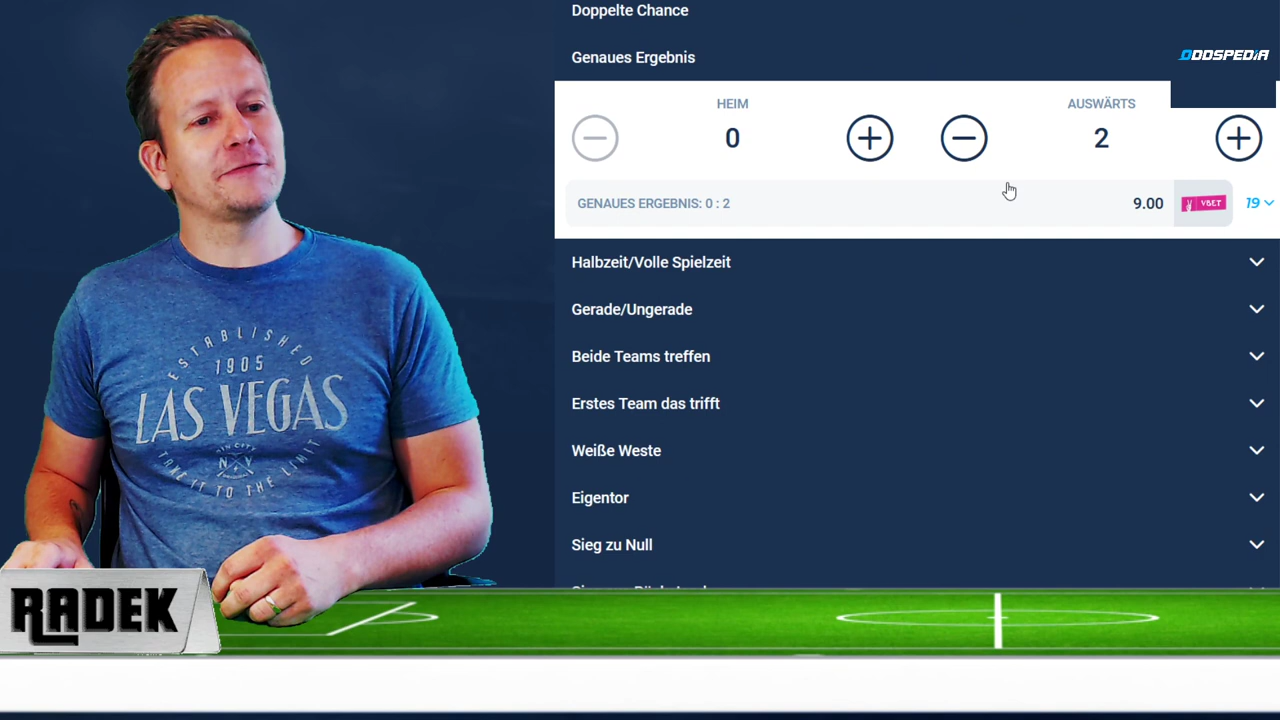 Doppelte Chance
Genaues Ergebnis
ODDSPEDIA
HEIM
AUSWÄRTS
0
2
GENAUES ERGEBNIS: 0 : 2
9.00
VBET
19
Halbzeit/Volle Spielzeit
Gerade/Ungerade
Beide Teams treffen
Erstes Team das trifft
Weiße Weste
Eigentor
Sieg zu Null
ESTABLISHED
1905
LAS VEGAS
SIN CITY
N V
TAKE IT TO THE LIMIT
RADEK